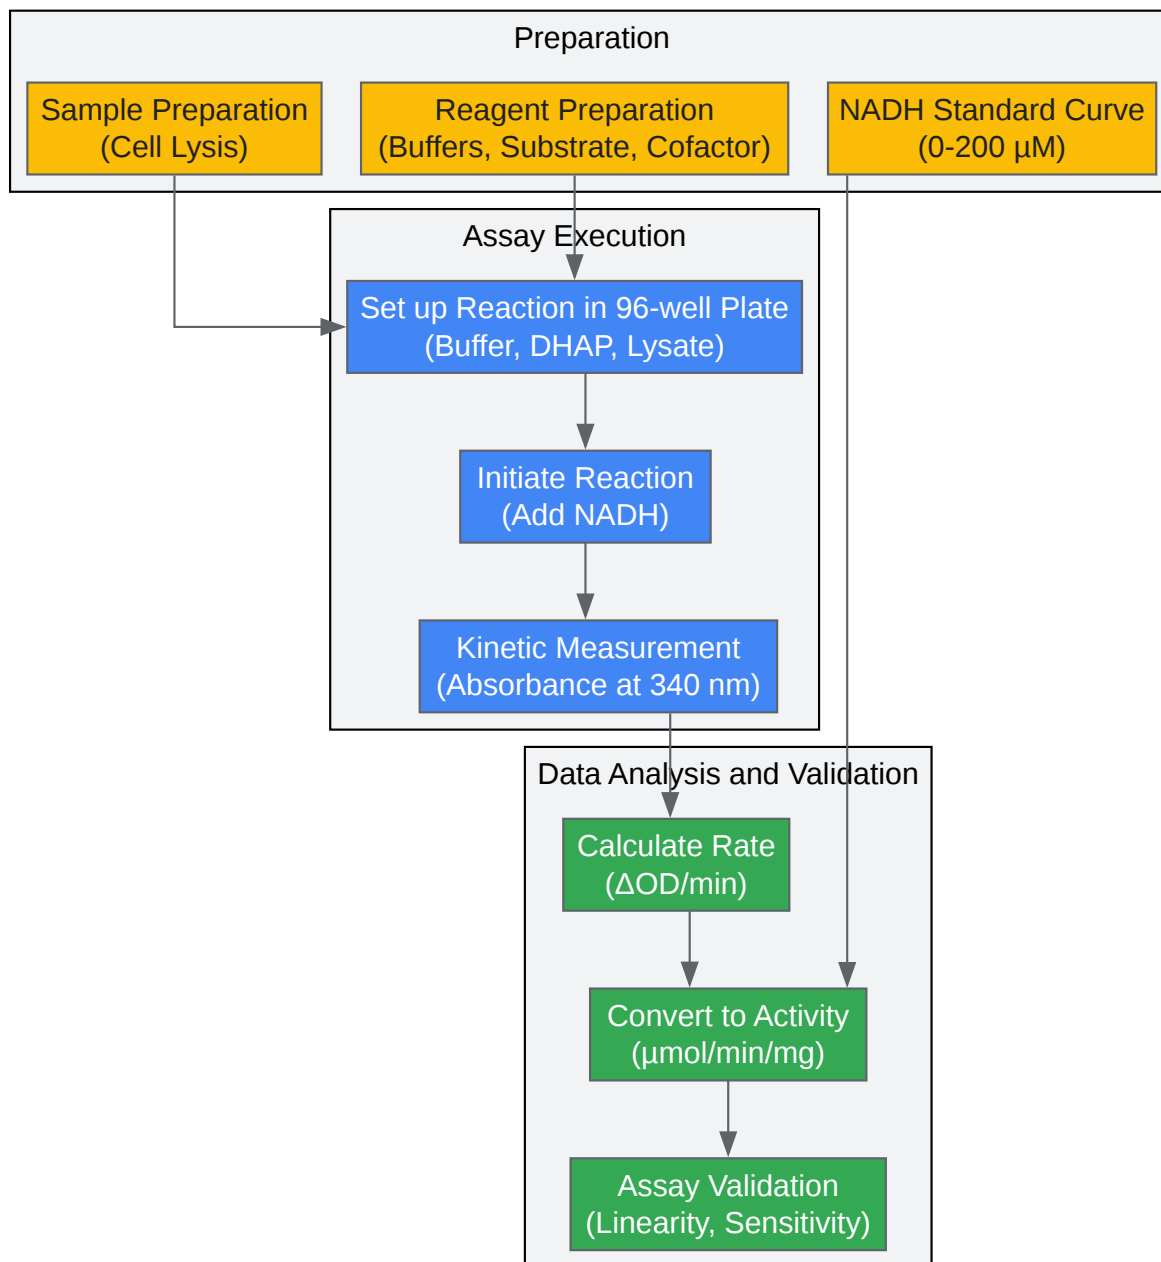 Preparation
Sample Preparation
(Cell Lysis)
Reagent Preparation
(Buffers, Substrate, Cofactor)
NADH Standard Curve
(0-200 µM)
Assay Execution
Set up Reaction in 96-well Plate
(Buffer, DHAP, Lysate)
Initiate Reaction
(Add NADH)
Kinetic Measurement
(Absorbance at 340 nm)
Data Analysis and Validation
Calculate Rate
(ΔOD/min)
Convert to Activity
(µmol/min/mg)
Assay Validation
(Linearity, Sensitivity)